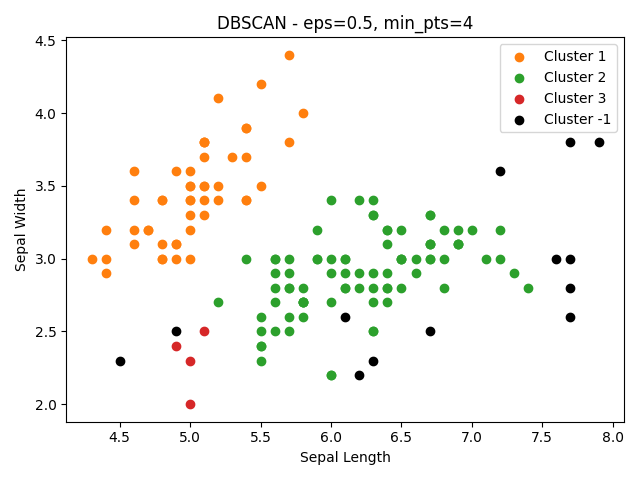 DBSCAN - eps=0.5, min_pts=4
Cluster 1
Cluster 2
Cluster 3
Cluster -1
Sepal Width
4.5
4.0
3.5
3.0
2.5
2.0
4.5 5.0 5.5 6.0 6.5 7.0 7.5 8.0
Sepal Length